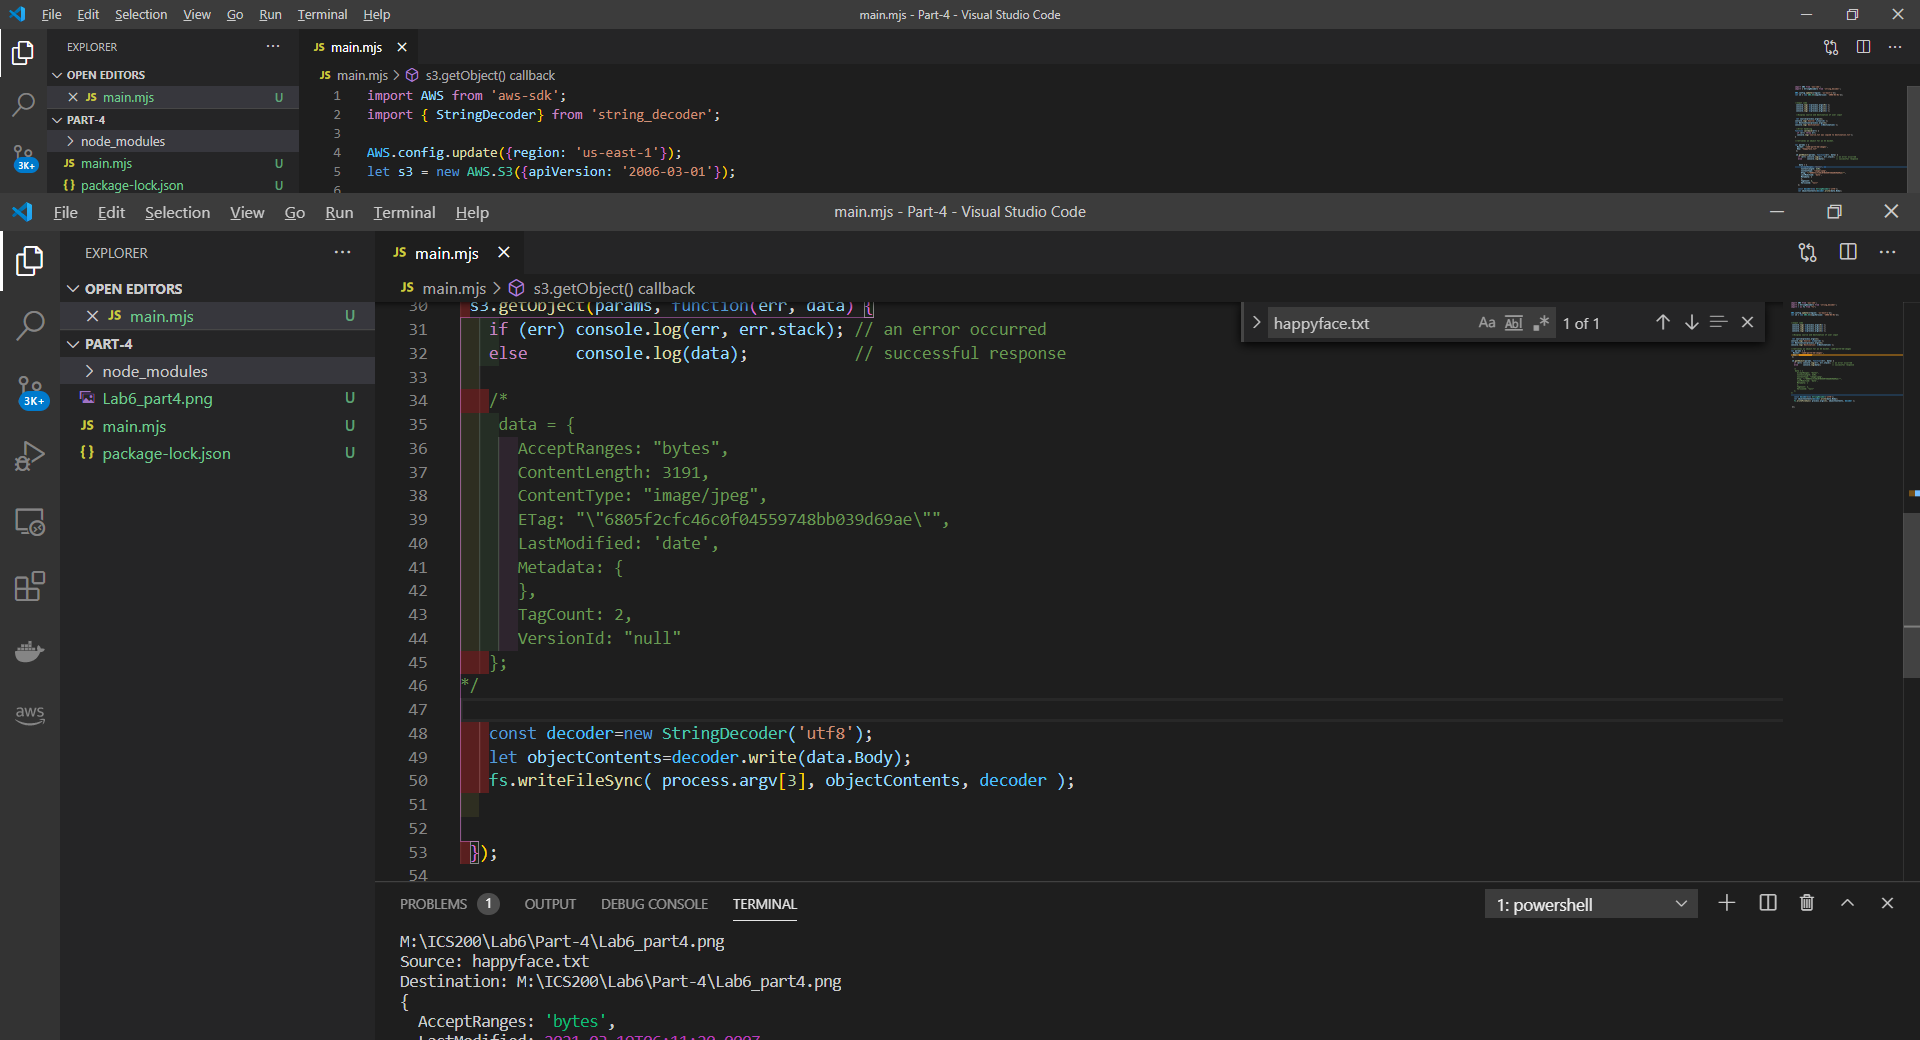 File Edit Selection View Go Run Terminal Help main.mjs - Part-4 - Visual Studio Code
EXPLORER ··· JS main.mjs
OPEN EDITORS JS main.mjs > s3.getObject() callback
JS main.mjs U 1 import AWS from 'aws-sdk';
PART-4 2 import { StringDecoder} from 'string_decoder';
node_modules 3
3K+ 4 AWS.config.update({region: 'us-east-1'});
JS main.mjs U 5 let s3 = new AWS.S3({apiVersion: '2006-03-01'});
{} package-lock.json U 6
File Edit Selection View Go Run Terminal Help main.mjs - Part-4 - Visual Studio Code
EXPLORER ··· JS main.mjs
OPEN EDITORS JS main.mjs > s3.getObject() callback
JS main.mjs U
PART-4
node_modules
Lab6_part4.png U
3K+
JS main.mjs U
{} package-lock.json U
aws
happyface.txt Aa Abl .* 1 of 1
30 s3.getObject(params, function(err, data) {
31 if (err) console.log(err, err.stack); // an error occurred
32 else console.log(data); // successful response
33
34 /*
35 data = {
36 AcceptRanges: "bytes",
37 ContentLength: 3191,
38 ContentType: "image/jpeg",
39 ETag: "\"6805f2cfc46c0f04559748bb039d69ae\"",
40 LastModified: 'date',
41 Metadata: {
42 },
43 TagCount: 2,
44 VersionId: "null"
45 };
46 */
47
48 const decoder=new StringDecoder('utf8');
49 let objectContents=decoder.write(data.Body);
50 fs.writeFileSync( process.argv[3], objectContents, decoder );
51
52
53 });
54
PROBLEMS 1 OUTPUT DEBUG CONSOLE TERMINAL 1: powershell
M:\ICS200\Lab6\Part-4\Lab6_part4.png
Source: happyface.txt
Destination: M:\ICS200\Lab6\Part-4\Lab6_part4.png
{
AcceptRanges: 'bytes',
LastModified: